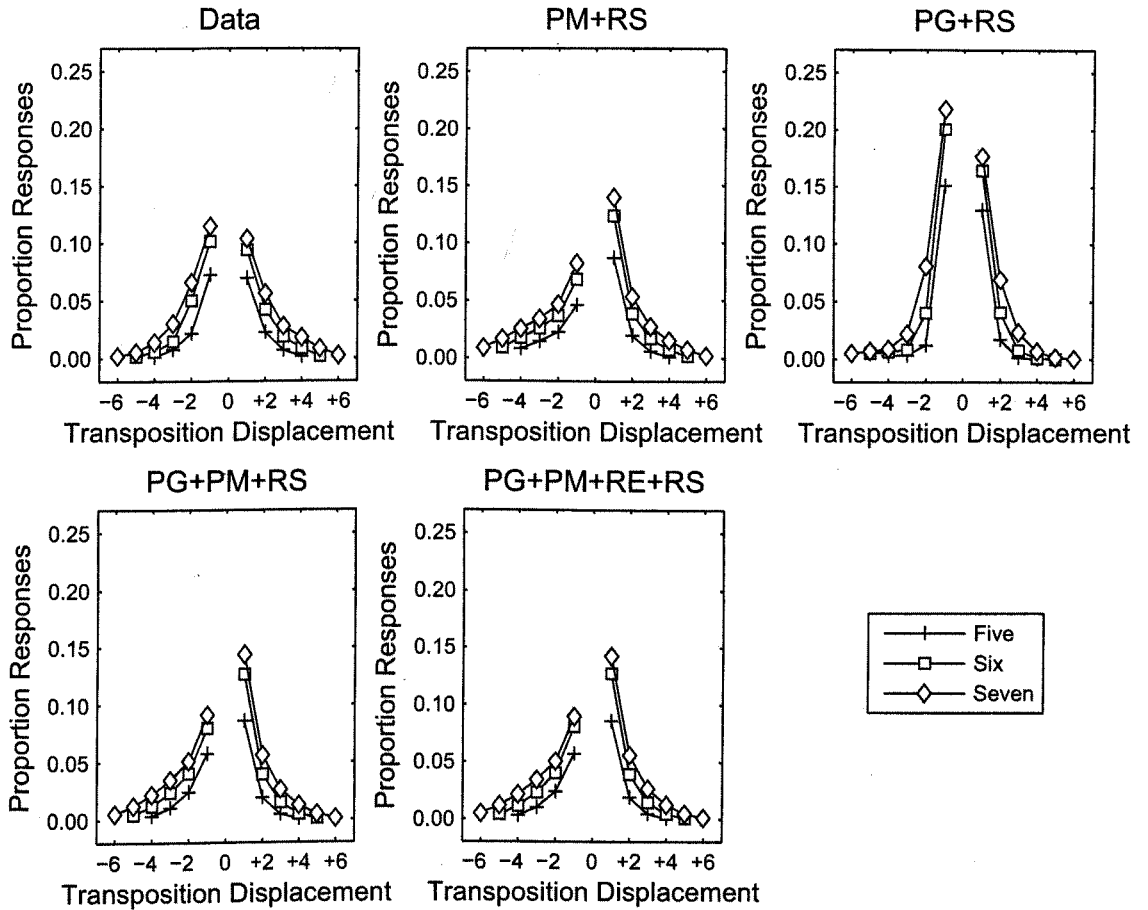 Data
PM+RS
PG+RS
Proportion Responses
0.25
0.20
0.15
0.10
0.05
0.00
−6 −4 −2 0 +2 +4 +6
Transposition Displacement
Proportion Responses
0.25
0.20
0.15
0.10
0.05
0.00
−6 −4 −2 0 +2 +4 +6
Transposition Displacement
Proportion Responses
0.25
0.20
0.15
0.10
0.05
0.00
−6 −4 −2 0 +2 +4 +6
Transposition Displacement
PG+PM+RS
PG+PM+RE+RS
Proportion Responses
0.25
0.20
0.15
0.10
0.05
0.00
−6 −4 −2 0 +2 +4 +6
Transposition Displacement
Proportion Responses
0.25
0.20
0.15
0.10
0.05
0.00
−6 −4 −2 0 +2 +4 +6
Transposition Displacement
Five
Six
Seven